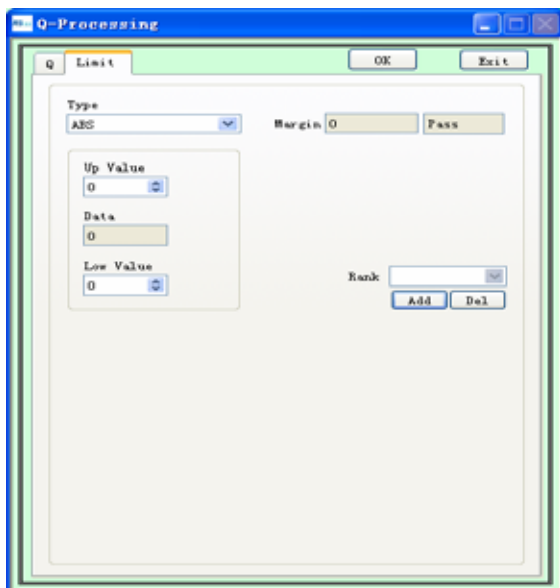 Q-Processing
Q Limit OK Exit
Type
ABS Margin 0 Pass
Up Value
0
Data
0
Low Value
0
Rank
Add Del